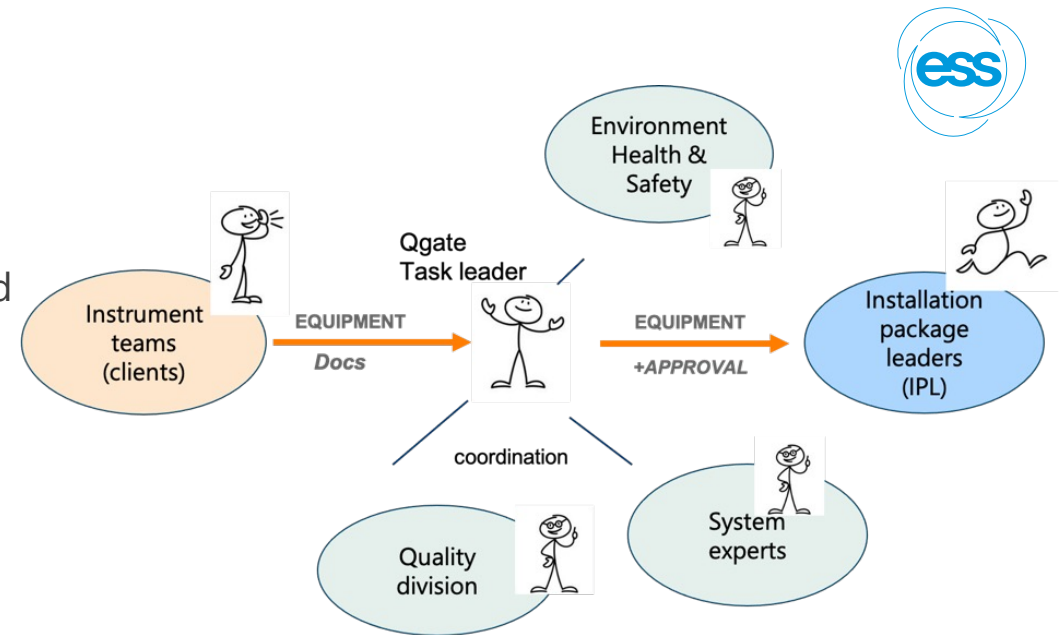 ess
Environment
Health &
Safety
Qgate
Task leader
d
Instrument
teams
(clients)
EQUIPMENT
Docs
EQUIPMENT
+APPROVAL
Installation
package
leaders
(IPL)
coordination
Quality
division
System
experts